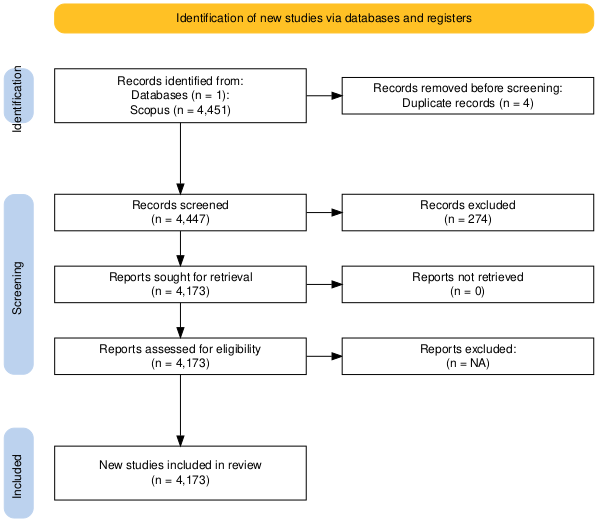 Identification of new studies via databases and registers
Identification
Records identified from:
Databases (n = 1):
Scopus (n = 4,451)
Records removed before screening:
Duplicate records (n = 4)
Screening
Records screened
(n = 4,447)
Records excluded
(n = 274)
Reports sought for retrieval
(n = 4,173)
Reports not retrieved
(n = 0)
Reports assessed for eligibility
(n = 4,173)
Reports excluded:
(n = NA)
Included
New studies included in review
(n = 4,173)